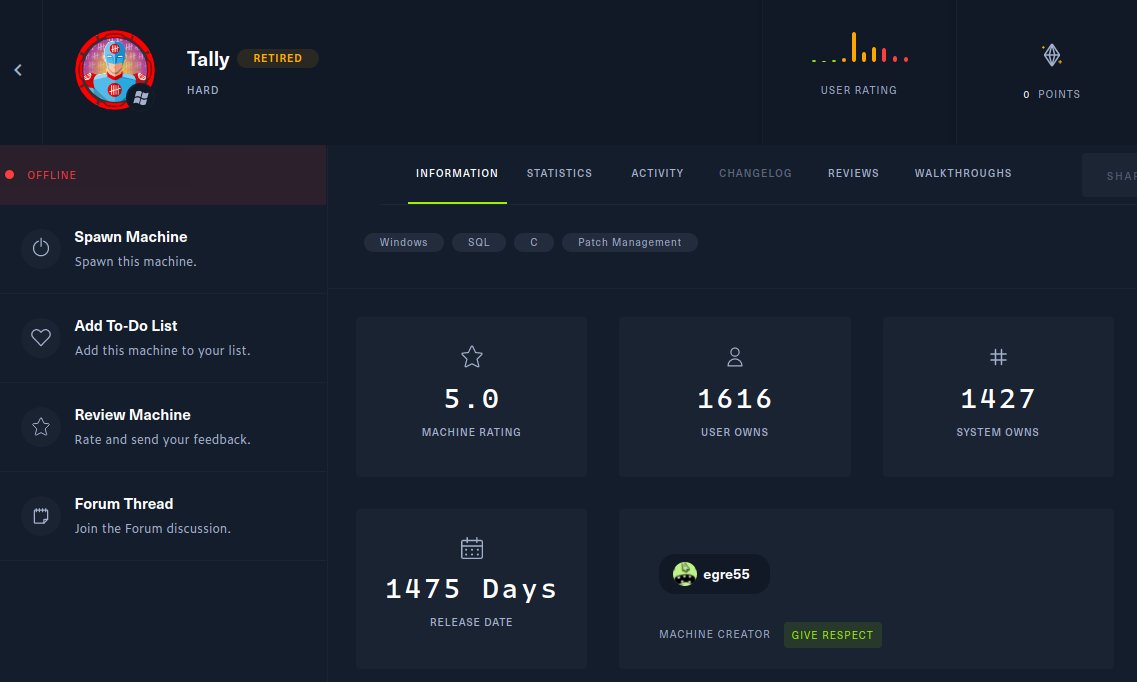 Tally RETIRED
HARD
USER RATING
0 POINTS
OFFLINE
INFORMATION STATISTICS ACTIVITY CHANGELOG REVIEWS WALKTHROUGHS SHAR
Windows SQL C Patch Management
Spawn Machine
Spawn this machine.
Add To-Do List
Add this machine to your list.
Review Machine
Rate and send your feedback.
Forum Thread
Join the Forum discussion.
5.0
MACHINE RATING
1616
USER OWNS
1427
SYSTEM OWNS
1475 Days
RELEASE DATE
egre55
MACHINE CREATOR GIVE RESPECT